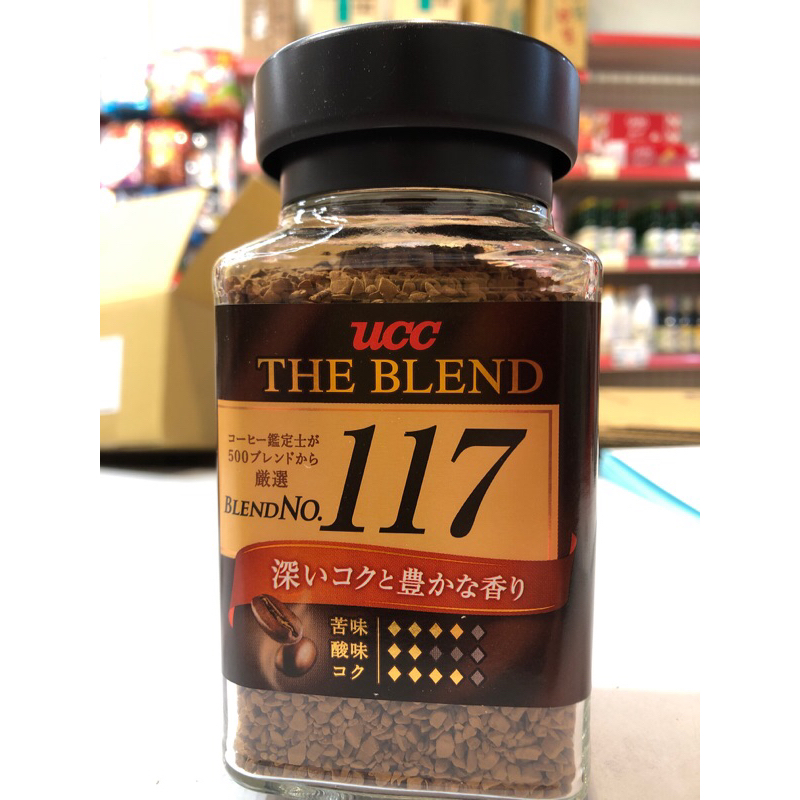 UCC
THE BLEND
コーヒー鑑定士が
500ブレンドから
厳選
BLEND NO. 117
深いコクと豊かな香り
苦味
酸味
コク